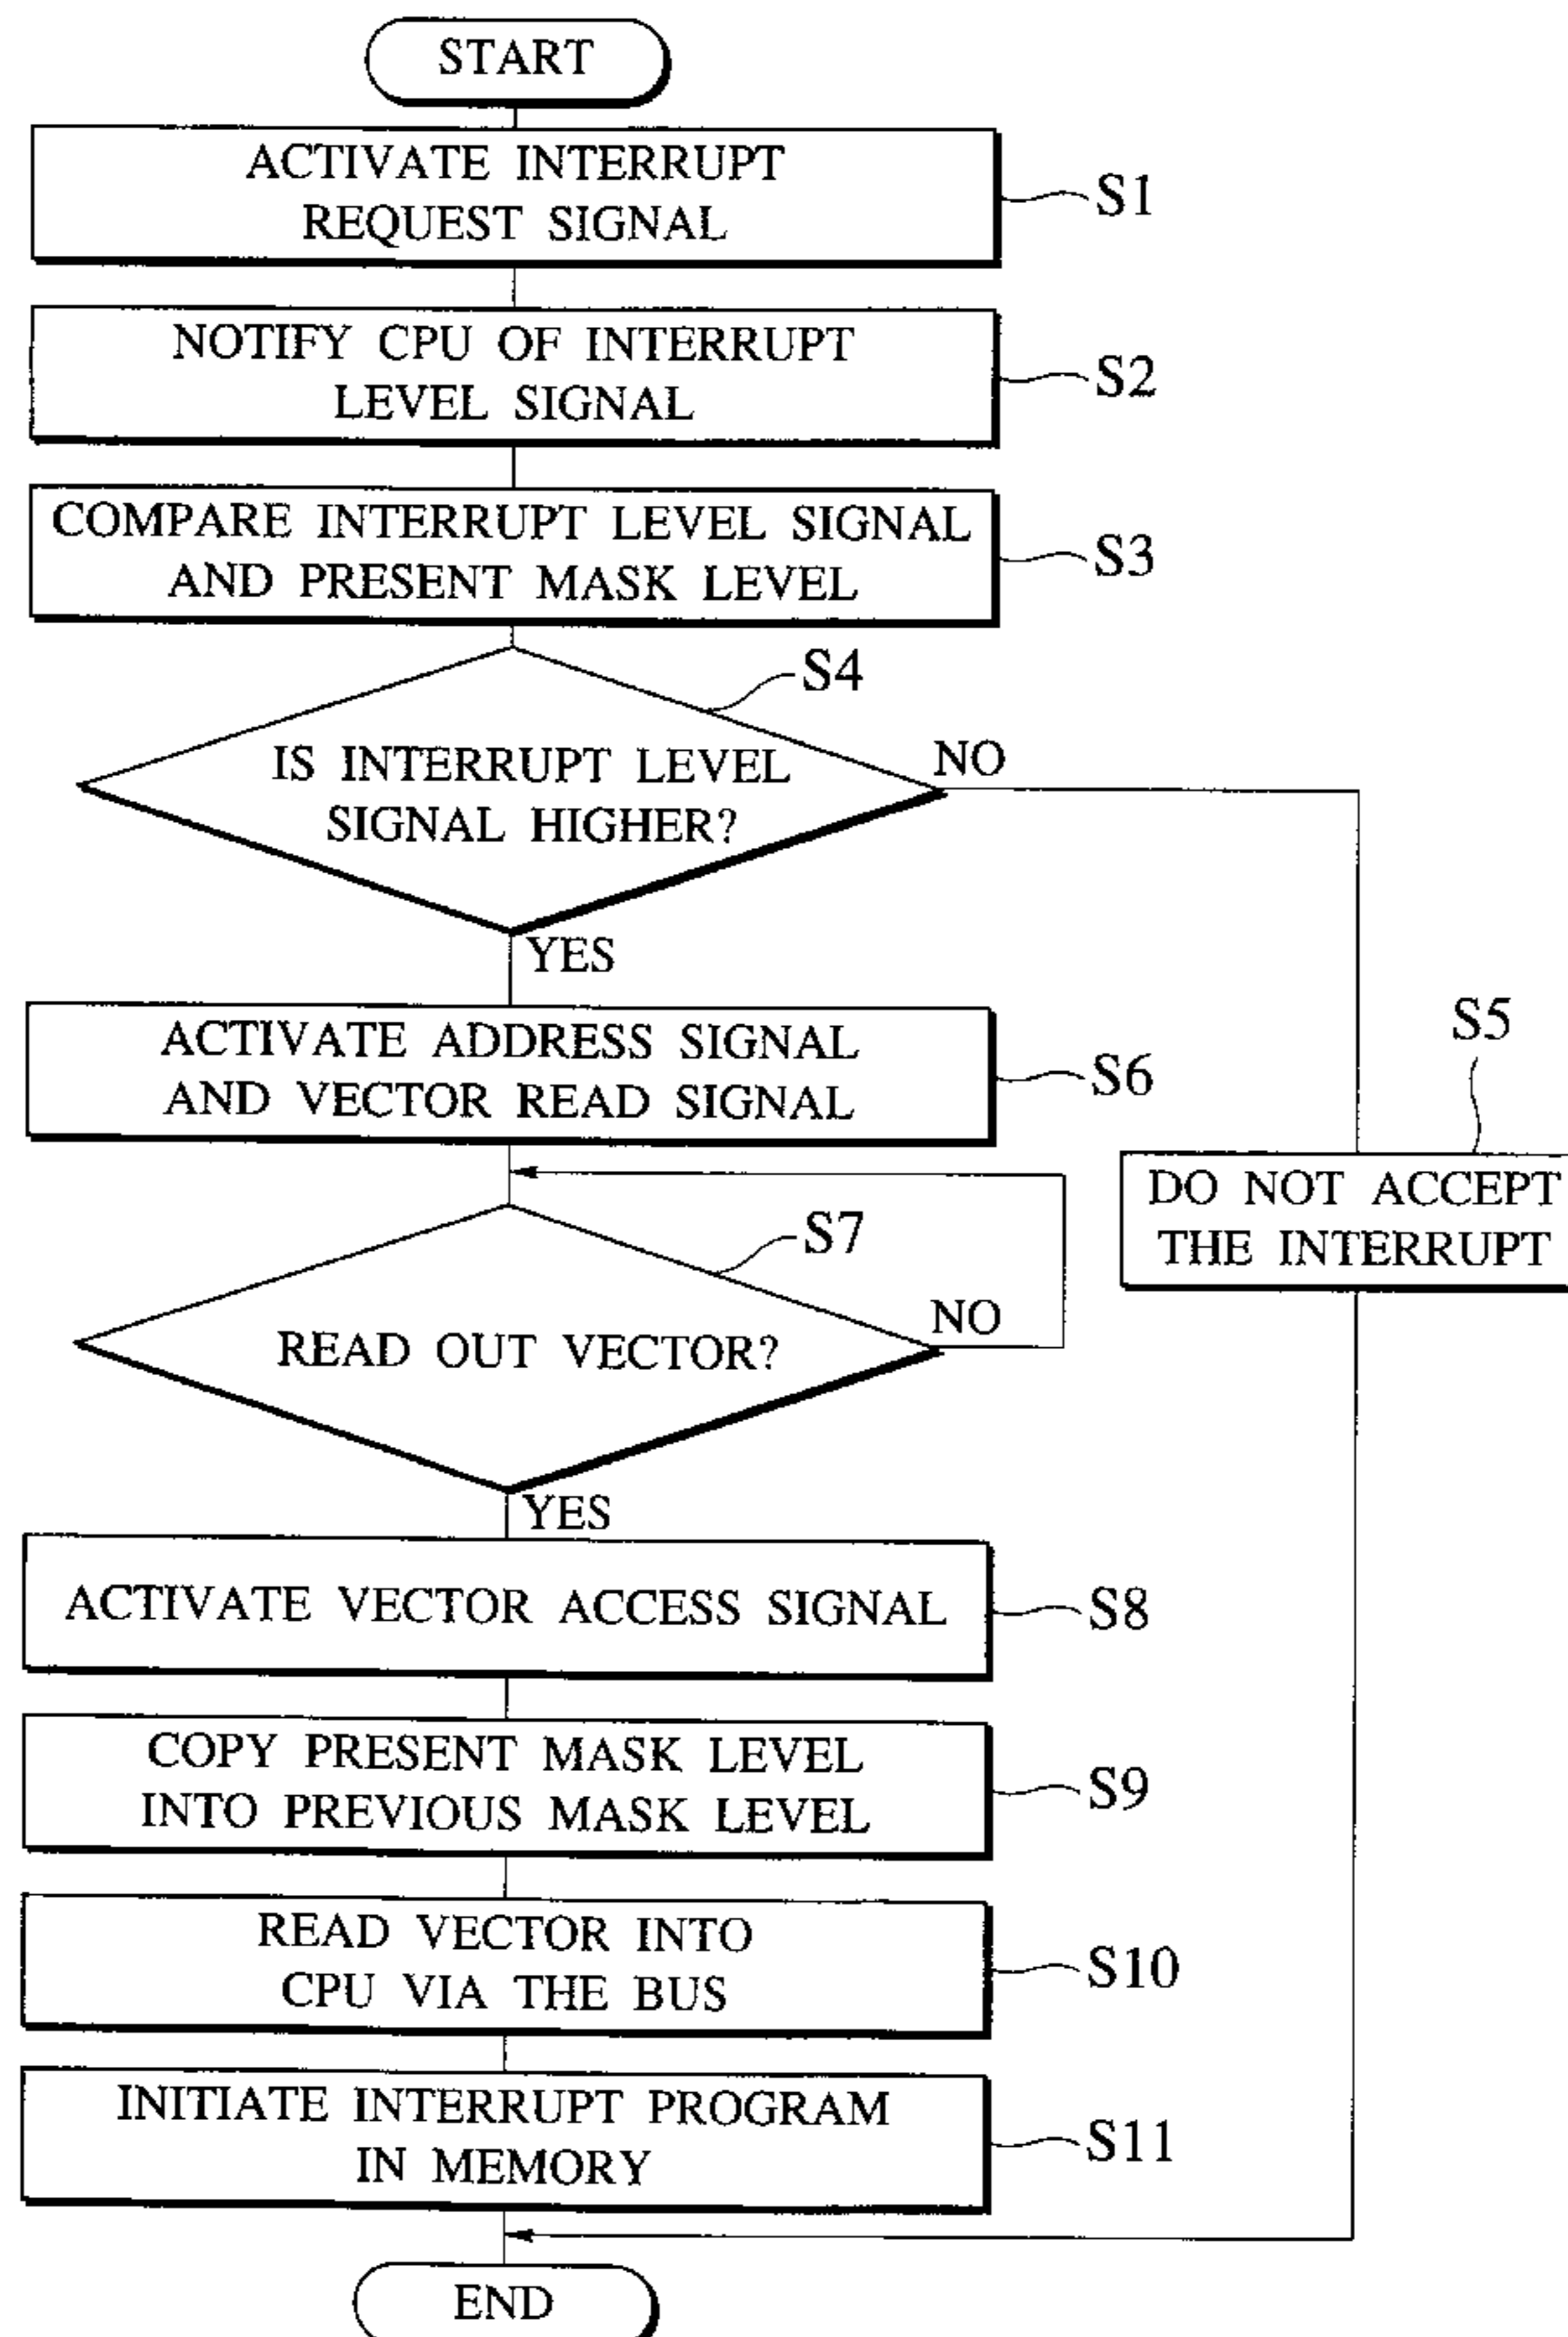 START
ACTIVATE INTERRUPT
REQUEST SIGNAL
S1
NOTIFY CPU OF INTERRUPT
LEVEL SIGNAL
S2
COMPARE INTERRUPT LEVEL SIGNAL
AND PRESENT MASK LEVEL
S3
S4
IS INTERRUPT LEVEL
SIGNAL HIGHER?
NO
YES
ACTIVATE ADDRESS SIGNAL
AND VECTOR READ SIGNAL
S6
S5
DO NOT ACCEPT
THE INTERRUPT
S7
READ OUT VECTOR?
NO
YES
ACTIVATE VECTOR ACCESS SIGNAL
S8
COPY PRESENT MASK LEVEL
INTO PREVIOUS MASK LEVEL
S9
READ VECTOR INTO
CPU VIA THE BUS
S10
INITIATE INTERRUPT PROGRAM
IN MEMORY
S11
END